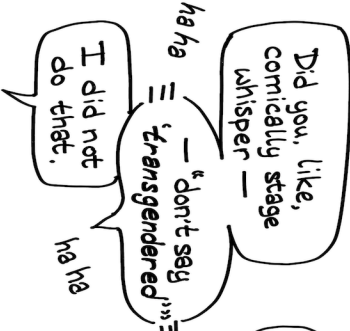 Did you, like,
comically stage
whisper —
— "don't say
'transgendered'"
ha ha
I did not
do that.
ha ha